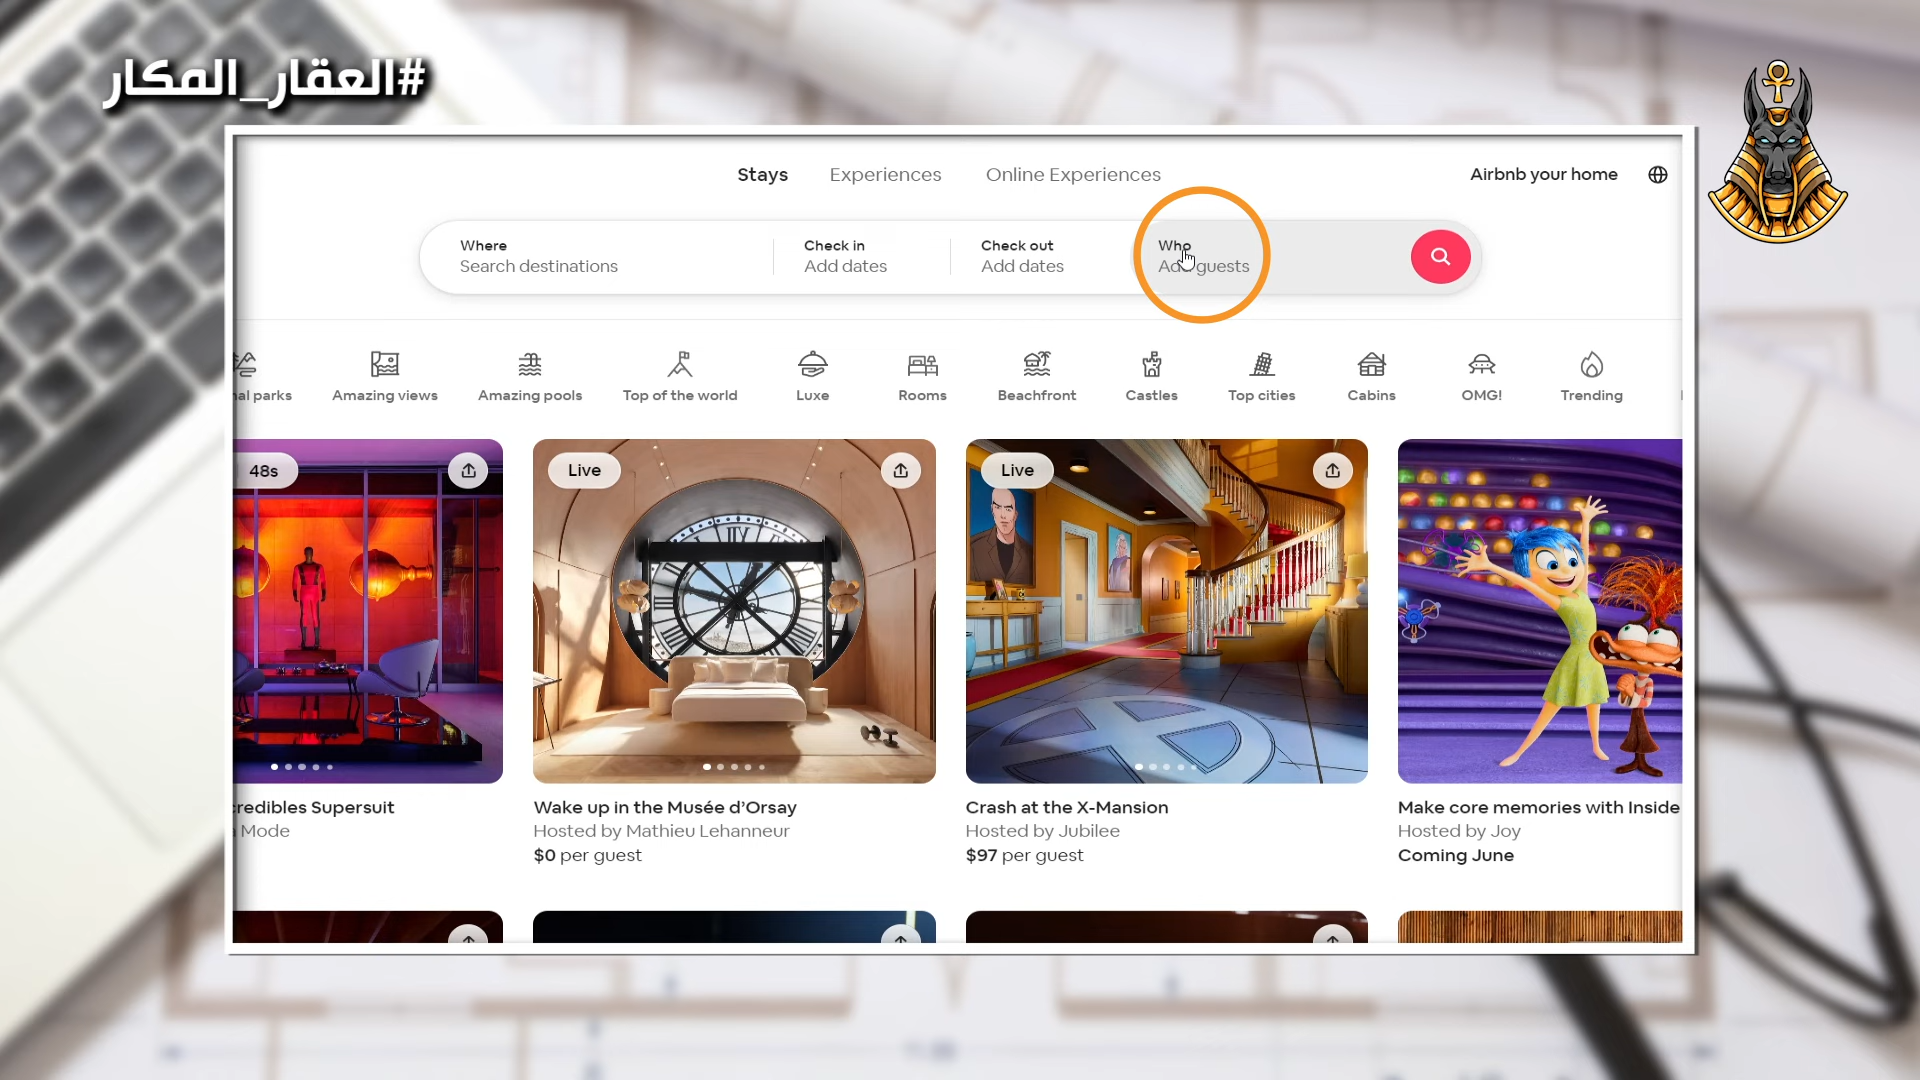 #العقار_المكار
Stays
Experiences
Online Experiences
Airbnb your home
Where
Search destinations
Check in
Add dates
Check out
Add dates
Who
guests
parks
Amazing views
Amazing pools
Top of the world
Luxe
Rooms
Beachfront
Castles
Top cities
Cabins
OMG!
Trending
48s
Live
Live
credibles Supersuit
Mode
Wake up in the Musée d’Orsay
Hosted by Mathieu Lehanneur
$0 per guest
Crash at the X-Mansion
Hosted by Jubilee
$97 per guest
Make core memories with Inside
Hosted by Joy
Coming June